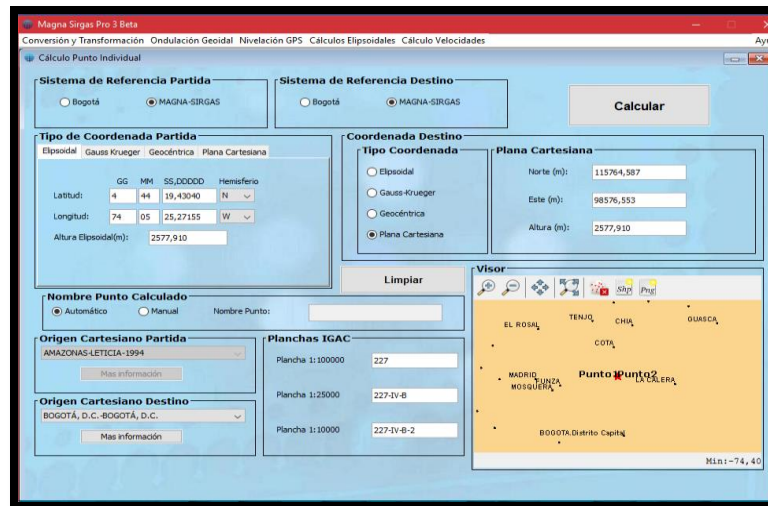 Magna Sirgas Pro 3 Beta
Conversión y Transformación Ondulación Geoidal Nivelación GPS Cálculos Elipsoidales Cálculo Velocidades Ayu
Cálculo Punto Individual
Sistema de Referencia Partida
Bogotá MAGNA-SIRGAS
Sistema de Referencia Destino
Bogotá MAGNA-SIRGAS
Calcular
Tipo de Coordenada Partida
Elipsoidal Gauss Krueger Geocéntrica Plana Cartesiana
GG MM SS,DDDDD Hemisferio
Latitud: 4 44 19,43040 N
Longitud: 74 05 25,27155 W
Altura Elipsoidal(m): 2577,910
Coordenada Destino
Tipo Coordenada
Elipsoidal
Gauss-Krueger
Geocéntrica
Plana Cartesiana
Plana Cartesiana
Norte (m): 115764,587
Este (m): 98576,553
Altura (m): 2577,910
Limpiar
Nombre Punto Calculado
Automático Manual Nombre Punto:
Origen Cartesiano Partida
AMAZONAS-LETICIA-1994
Mas información
Origen Cartesiano Destino
BOGOTÁ, D.C.-BOGOTÁ, D.C.
Mas información
Planchas IGAC
Plancha 1:100000 227
Plancha 1:25000 227-IV-B
Plancha 1:10000 227-IV-B-2
Visor
Shp Png
EL ROSAL TENJO CHIA GUASCA
COTA
MADRID FUNZA Punto1 Punto2 LA CALERA
MOSQUERA
BOGOTA,Distrito Capital
Min:-74,40